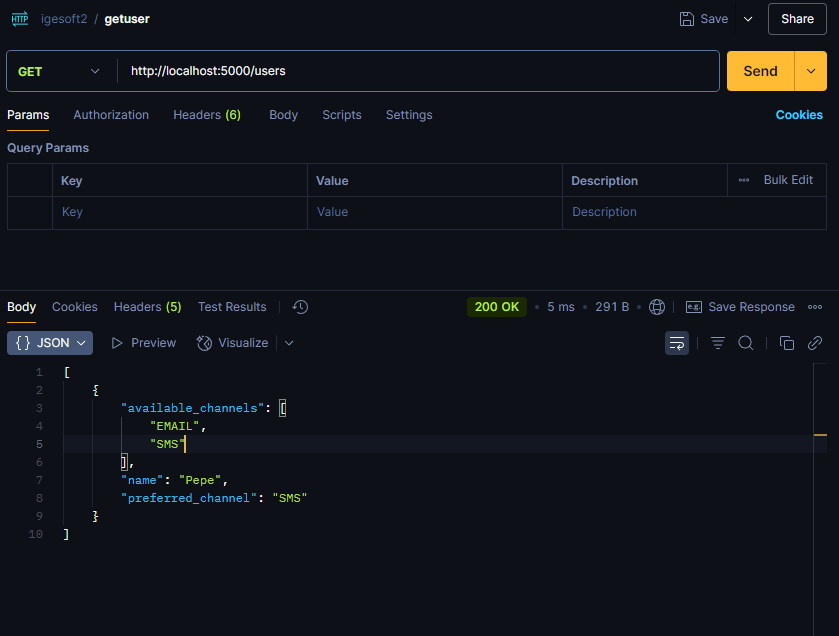 HTTP igesoft2 / getuser Save Share
GET http://localhost:5000/users Send
Params Authorization Headers (6) Body Scripts Settings Cookies
Query Params
Key Value Description Bulk Edit
Key Value Description
Body Cookies Headers (5) Test Results 200 OK • 5 ms • 291 B • e.g. Save Response
{} JSON Preview Visualize
1 [
2 {
3 "available_channels": [
4 "EMAIL",
5 "SMS"
6 ],
7 "name": "Pepe",
8 "preferred_channel": "SMS"
9 }
10 ]